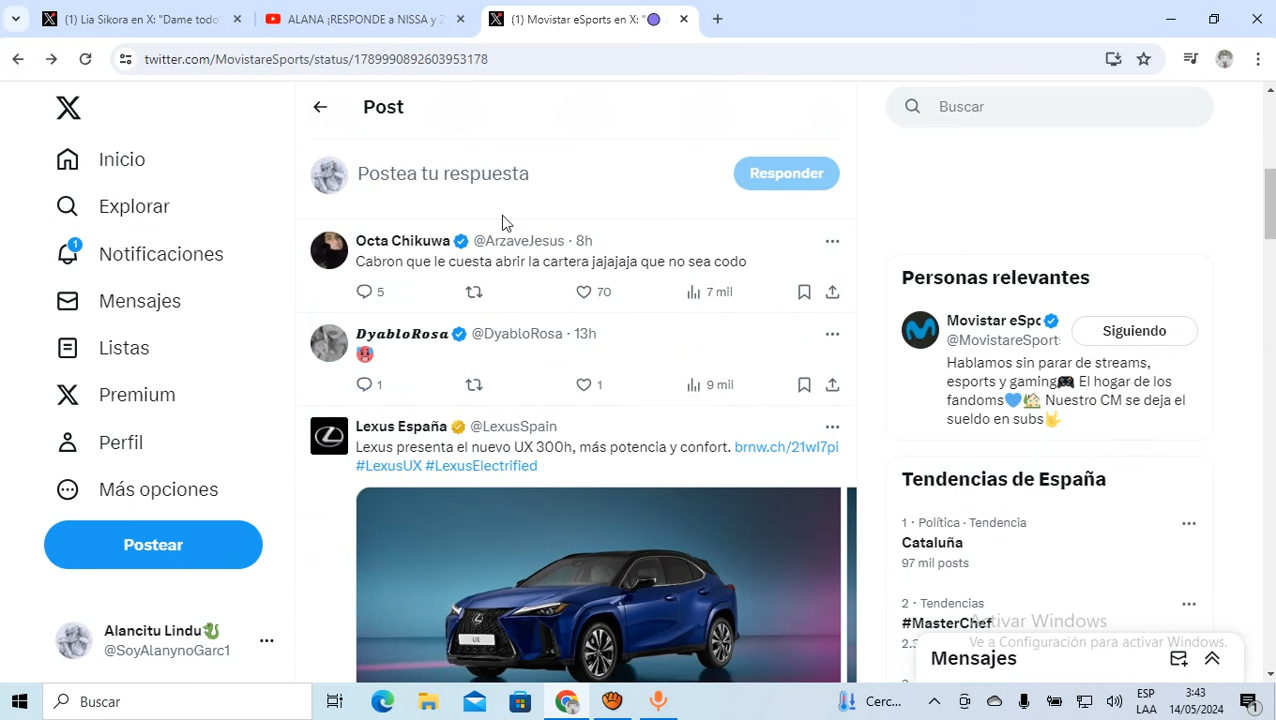 (1) Lia Sikora en X: "Dame todo
ALANA ¡RESPONDE a NISSA y Z
(1) Movistar eSports en X: "
twitter.com/MovistareSports/status/1789990892603953178
Post
Buscar
Inicio
Explorar
1
Notificaciones
Mensajes
Listas
Premium
Perfil
Más opciones
Postear
Alancitu Lindu
@SoyAlanynoGarc1
Postea tu respuesta
Responder
Octa Chikuwa @ArzaveJesus · 8h
Cabron que le cuesta abrir la cartera jajajaja que no sea codo
5 70 7 mil
DyabloRosa @DyabloRosa · 13h
1 1 9 mil
Lexus España @LexusSpain
Lexus presenta el nuevo UX 300h, más potencia y confort. brnw.ch/21wI7pi
#LexusUX #LexusElectrified
UX
Personas relevantes
Movistar eSpo
@MovistareSport
Siguiendo
Hablamos sin parar de streams,
esports y gaming🎮 El hogar de los
fandoms💙🏡 Nuestro CM se deja el
sueldo en subs🤟
Tendencias de España
1 · Política · Tendencia
Cataluña
97 mil posts
2 · Tendencias
#MasterChef
2.3
Activar Windows
Ve a Configuración para activar Windows.
Mensajes
Buscar
Cerc...
ESP
LAA
3:43
14/05/2024
1